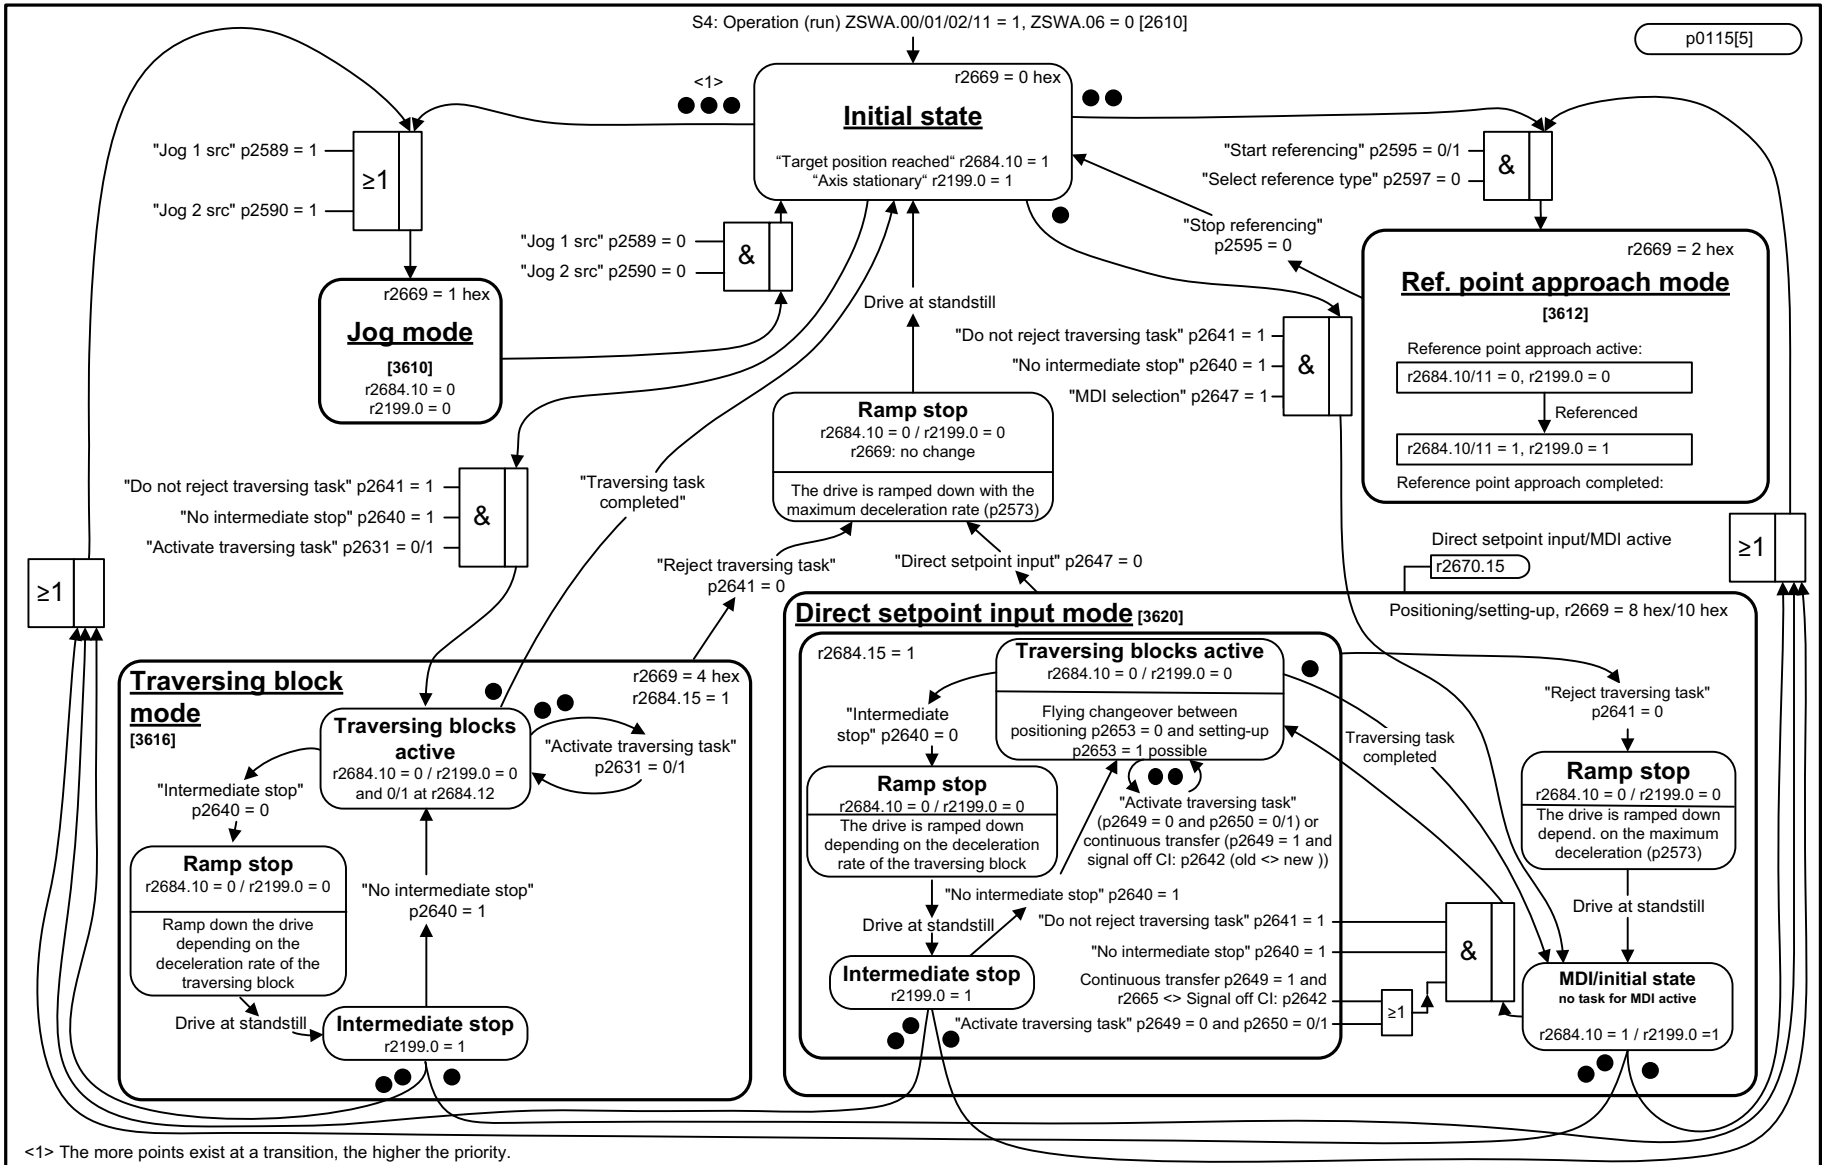 S4: Operation (run) ZSWA.00/01/02/11 = 1, ZSWA.06 = 0 [2610]
p0115[5]
<1>
r2669 = 0 hex
Initial state
“Target position reached“ r2684.10 = 1
“Axis stationary“ r2199.0 = 1
"Jog 1 src" p2589 = 1
≥1
"Jog 2 src" p2590 = 1
"Start referencing" p2595 = 0/1
&
"Select reference type" p2597 = 0
"Jog 1 src" p2589 = 0
&
"Jog 2 src" p2590 = 0
"Stop referencing"
p2595 = 0
r2669 = 1 hex
Jog mode
[3610]
r2684.10 = 0
r2199.0 = 0
r2669 = 2 hex
Ref. point approach mode
[3612]
Reference point approach active:
r2684.10/11 = 0, r2199.0 = 0
Referenced
r2684.10/11 = 1, r2199.0 = 1
Reference point approach completed:
Drive at standstill
"Do not reject traversing task" p2641 = 1
"No intermediate stop" p2640 = 1
&
"MDI selection" p2647 = 1
Ramp stop
r2684.10 = 0 / r2199.0 = 0
r2669: no change
The drive is ramped down with the
maximum deceleration rate (p2573)
"Do not reject traversing task" p2641 = 1
"No intermediate stop" p2640 = 1
&
"Activate traversing task" p2631 = 0/1
"Traversing task
completed"
≥1
"Reject traversing task"
p2641 = 0
"Direct setpoint input" p2647 = 0
Direct setpoint input/MDI active
r2670.15
≥1
Traversing block
mode
[3616]
r2669 = 4 hex
r2684.15 = 1
Traversing blocks
active
r2684.10 = 0 / r2199.0 = 0
and 0/1 at r2684.12
"Activate traversing task"
p2631 = 0/1
"Intermediate stop"
p2640 = 0
Ramp stop
r2684.10 = 0 / r2199.0 = 0
Ramp down the drive
depending on the
deceleration rate of the
traversing block
"No intermediate stop"
p2640 = 1
Drive at standstill
Intermediate stop
r2199.0 = 1
Direct setpoint input mode [3620]
Positioning/setting-up, r2669 = 8 hex/10 hex
r2684.15 = 1
Traversing blocks active
r2684.10 = 0 / r2199.0 = 0
Flying changeover between
positioning p2653 = 0 and setting-up
p2653 = 1 possible
"Intermediate
stop" p2640 = 0
Ramp stop
r2684.10 = 0 / r2199.0 = 0
The drive is ramped down
depending on the deceleration
rate of the traversing block
"Activate traversing task"
(p2649 = 0 and p2650 = 0/1) or
continuous transfer (p2649 = 1 and
signal off CI: p2642 (old <> new ))
"No intermediate stop" p2640 = 1
Drive at standstill
Intermediate stop
r2199.0 = 1
Traversing task
completed
"Reject traversing task"
p2641 = 0
Ramp stop
r2684.10 = 0 / r2199.0 = 0
The drive is ramped down
depend. on the maximum
deceleration (p2573)
Drive at standstill
"Do not reject traversing task" p2641 = 1
"No intermediate stop" p2640 = 1
&
Continuous transfer p2649 = 1 and
r2665 <> Signal off CI: p2642
≥1
"Activate traversing task" p2649 = 0 and p2650 = 0/1
MDI/initial state
no task for MDI active
r2684.10 = 1 / r2199.0 =1
<1> The more points exist at a transition, the higher the priority.